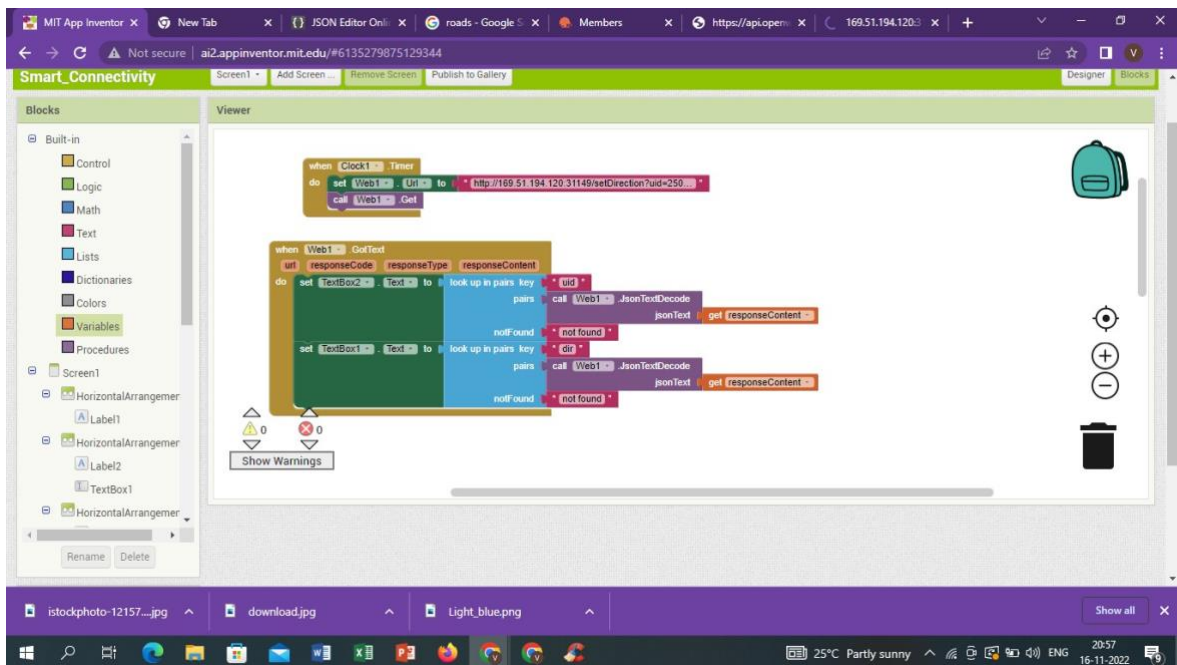 MIT App Inventor
New Tab
JSON Editor Onli
roads - Google S
Members
https://api.open
169.51.194.120:3
Not secure
ai2.appinventor.mit.edu/#6135279875129344
V
Smart_Connectivity
Screen1
Add Screen ...
Remove Screen
Publish to Gallery
Designer
Blocks
Blocks
Viewer
Built-in
Control
Logic
Math
Text
Lists
Dictionaries
Colors
Variables
Procedures
Screen1
HorizontalArrangemer
Label1
HorizontalArrangemer
Label2
TextBox1
HorizontalArrangemer
Rename Delete
when Clock1 .Timer
do set Web1 . Url to " http://169.51.194.120:31149/setDirection?uid=250... "
call Web1 .Get
when Web1 .GotText
url responseCode responseType responseContent
do set TextBox2 . Text to look up in pairs key " uid "
pairs call Web1 .JsonTextDecode
jsonText get responseContent
notFound " not found "
set TextBox1 . Text to look up in pairs key " dir "
pairs call Web1 .JsonTextDecode
jsonText get responseContent
notFound " not found "
0 0
Show Warnings
istockphoto-12157....jpg
download.jpg
Light_blue.png
Show all
25°C Partly sunny
ENG
20:57
16-11-2022
9